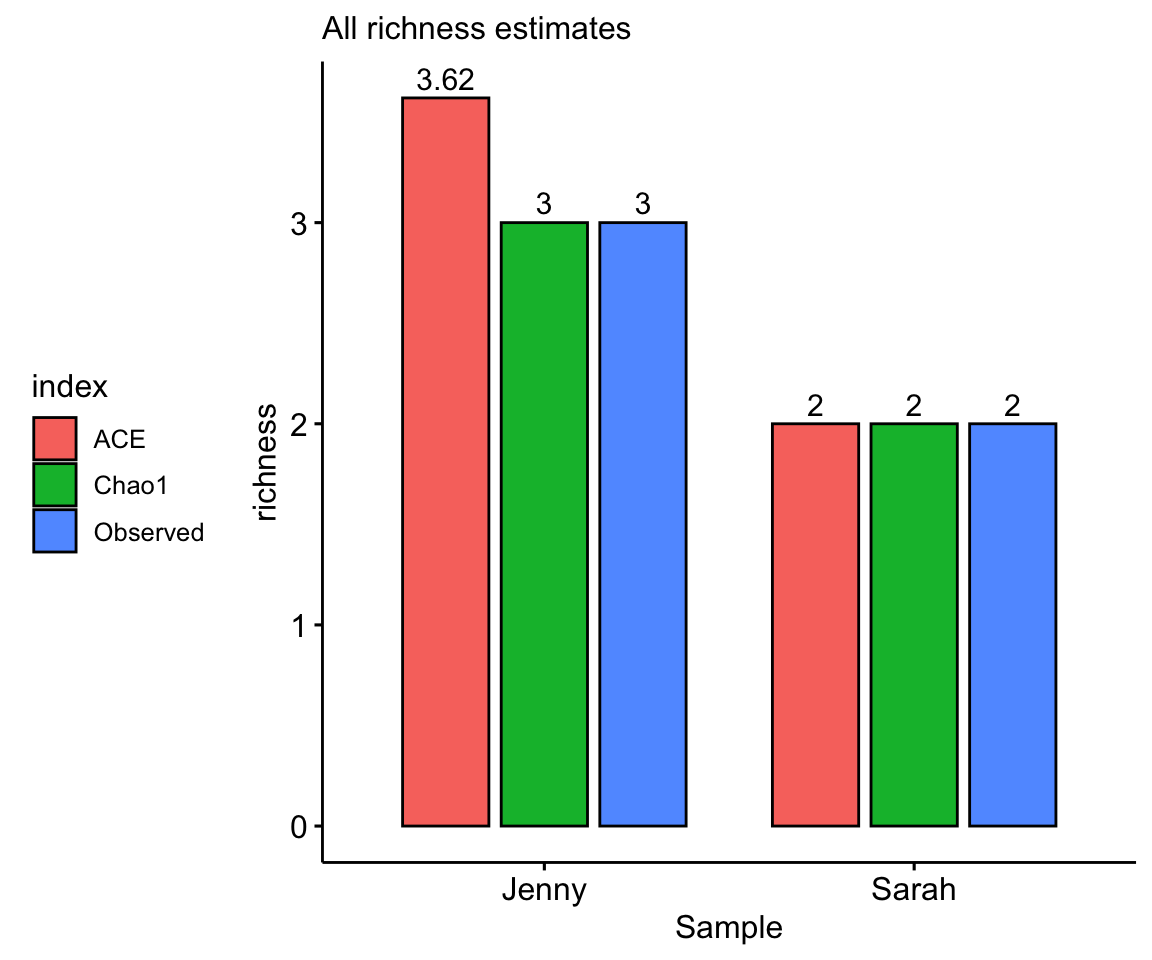 All richness estimates
3.62
3
3
2
2
2
3
2
1
0
richness
index
ACE
Chao1
Observed
Jenny
Sarah
Sample